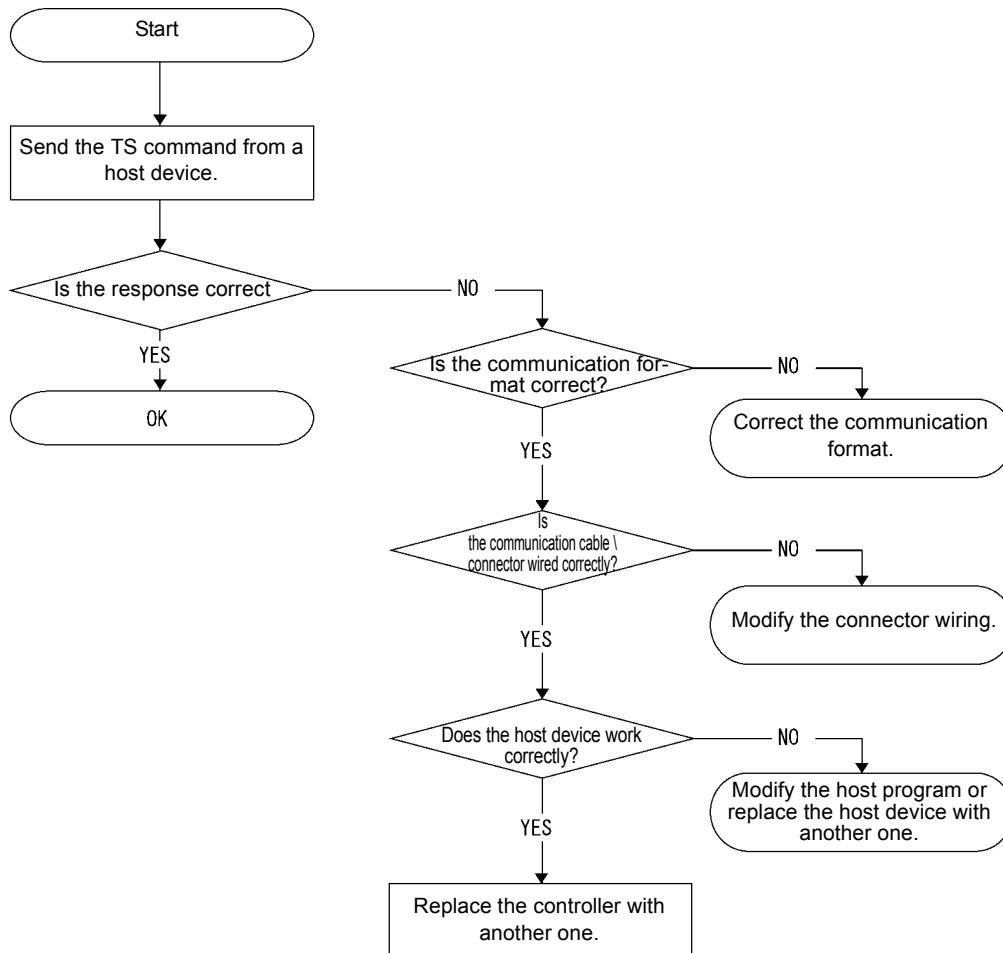 Start
Send the TS command from a
host device.
Is the response correct
NO
YES
OK
Is the communication for-
mat correct?
NO
Correct the communication
format.
YES
Is
the communication cable \
connector wired correctly?
NO
Modify the connector wiring.
YES
Does the host device work
correctly?
NO
Modify the host program or
replace the host device with
another one.
YES
Replace the controller with
another one.